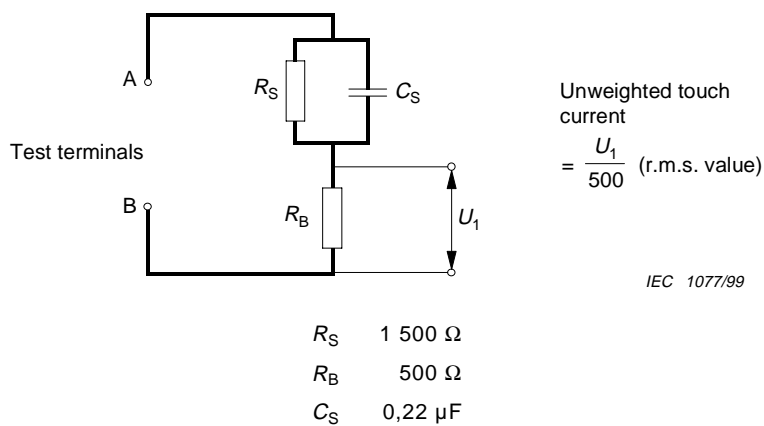 A
R_S
C_S
Test terminals
B
R_B
U_1
Unweighted touch
current
= U_1 / 500 (r.m.s. value)
IEC 1077/99
R_S 1 500 Ω
R_B 500 Ω
C_S 0,22 µF